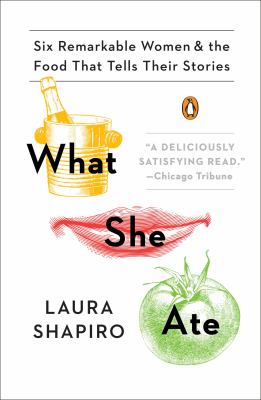 Six Remarkable Women & the
Food That Tells Their Stories
“A DELICIOUSLY
SATISFYING READ.”
—Chicago Tribune
What
She
Ate
LAURA
SHAPIRO